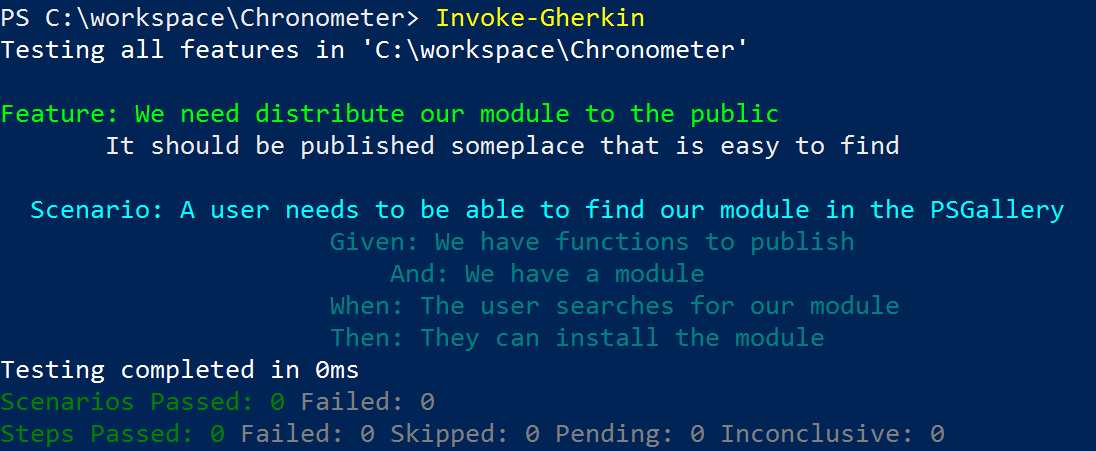 PS C:\workspace\Chronometer> Invoke-Gherkin
Testing all features in 'C:\workspace\Chronometer'
Feature: We need distribute our module to the public
It should be published someplace that is easy to find
Scenario: A user needs to be able to find our module in the PSGallery
Given: We have functions to publish
And: We have a module
When: The user searches for our module
Then: They can install the module
Testing completed in 0ms
Scenarios Passed: 0 Failed: 0
Steps Passed: 0 Failed: 0 Skipped: 0 Pending: 0 Inconclusive: 0